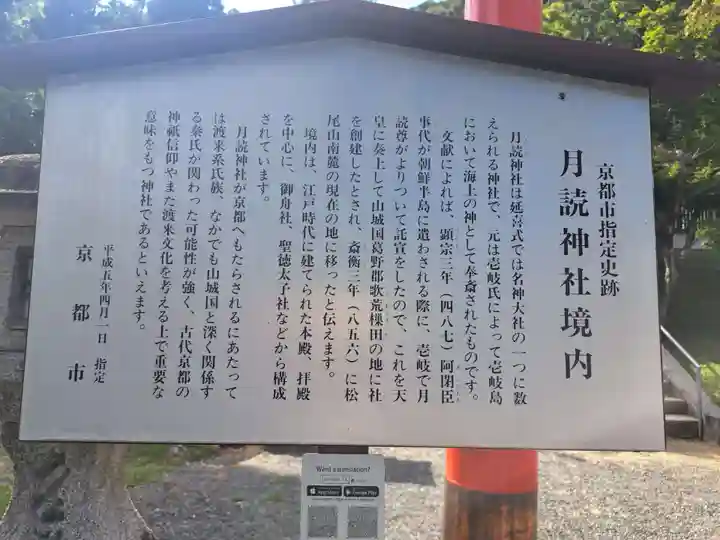 京都市指定史跡
月読神社境内
月読神社は延喜式では名神大社の一つに数
えられる神社で、元は壱岐氏によって壱岐島
において海上の神として奉斎されたものです。
文献によれば、顕宗三年（四八七）阿閉臣
事代が朝鮮半島に遣わされる際に、壱岐で月
読尊がよりついて託宣をしたので、これを天
皇に奏上して山城国葛野郡歌荒樔田の地に社
を創建したとされ、斎衡三年（八五六）に松
尾山南麓の現在の地に移ったと伝えます。
境内は、江戸時代に建てられた本殿、拝殿
を中心に、御舟社、聖徳太子社などから構成
されています。
月読神社が京都へもたらされるにあたって
は渡来系氏族、なかでも山城国と深く関係す
る秦氏が関わった可能性が強く、古代京都の
神祇信仰やまた渡来文化を考える上で重要な
意味をもつ神社であるといえます。
平成五年四月一日 指定
京都市
Want a translation?
App Store
Google Play